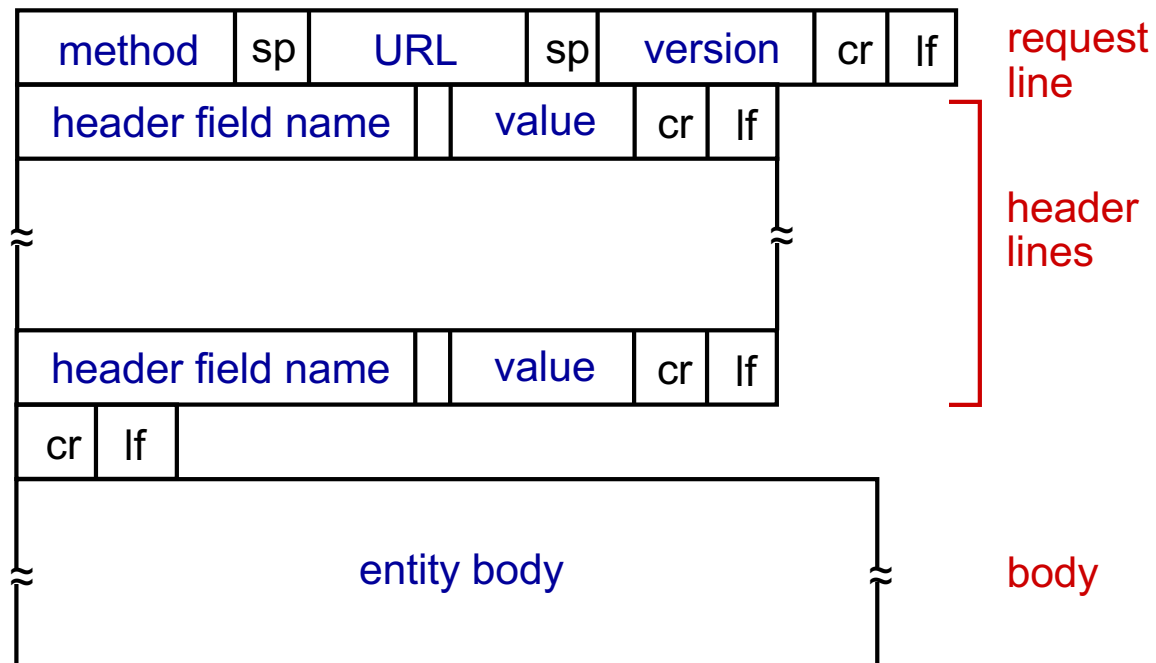 method sp URL sp version cr lf request
line
header field name value cr lf
header
lines
header field name value cr lf
cr lf
entity body body